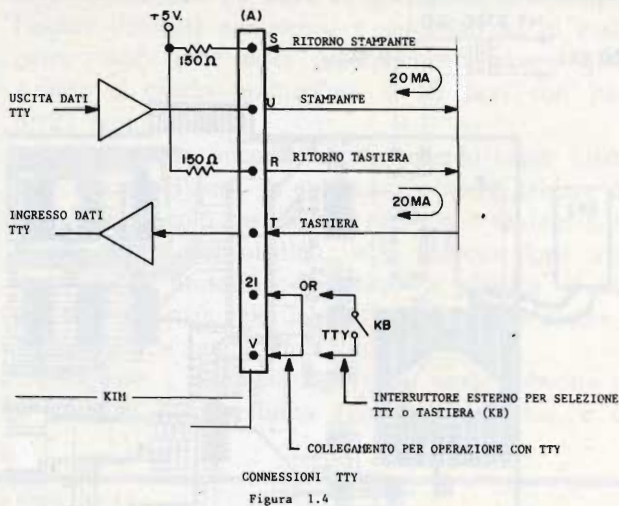 +5V.
(A)
S
RITORNO STAMPANTE
150Ω
20MA
USCITA DATI
TTY
U
STAMPANTE
150Ω
R
RITORNO TASTIERA
INGRESSO DATI
TTY
20MA
T
TASTIERA
21
OR
KB
TTY
V
KIM
INTERRUTTORE ESTERNO PER SELEZIONE
TTY o TASTIERA (KB)
COLLEGAMENTO PER OPERAZIONE CON TTY
CONNESSIONI TTY
Figura 1.4